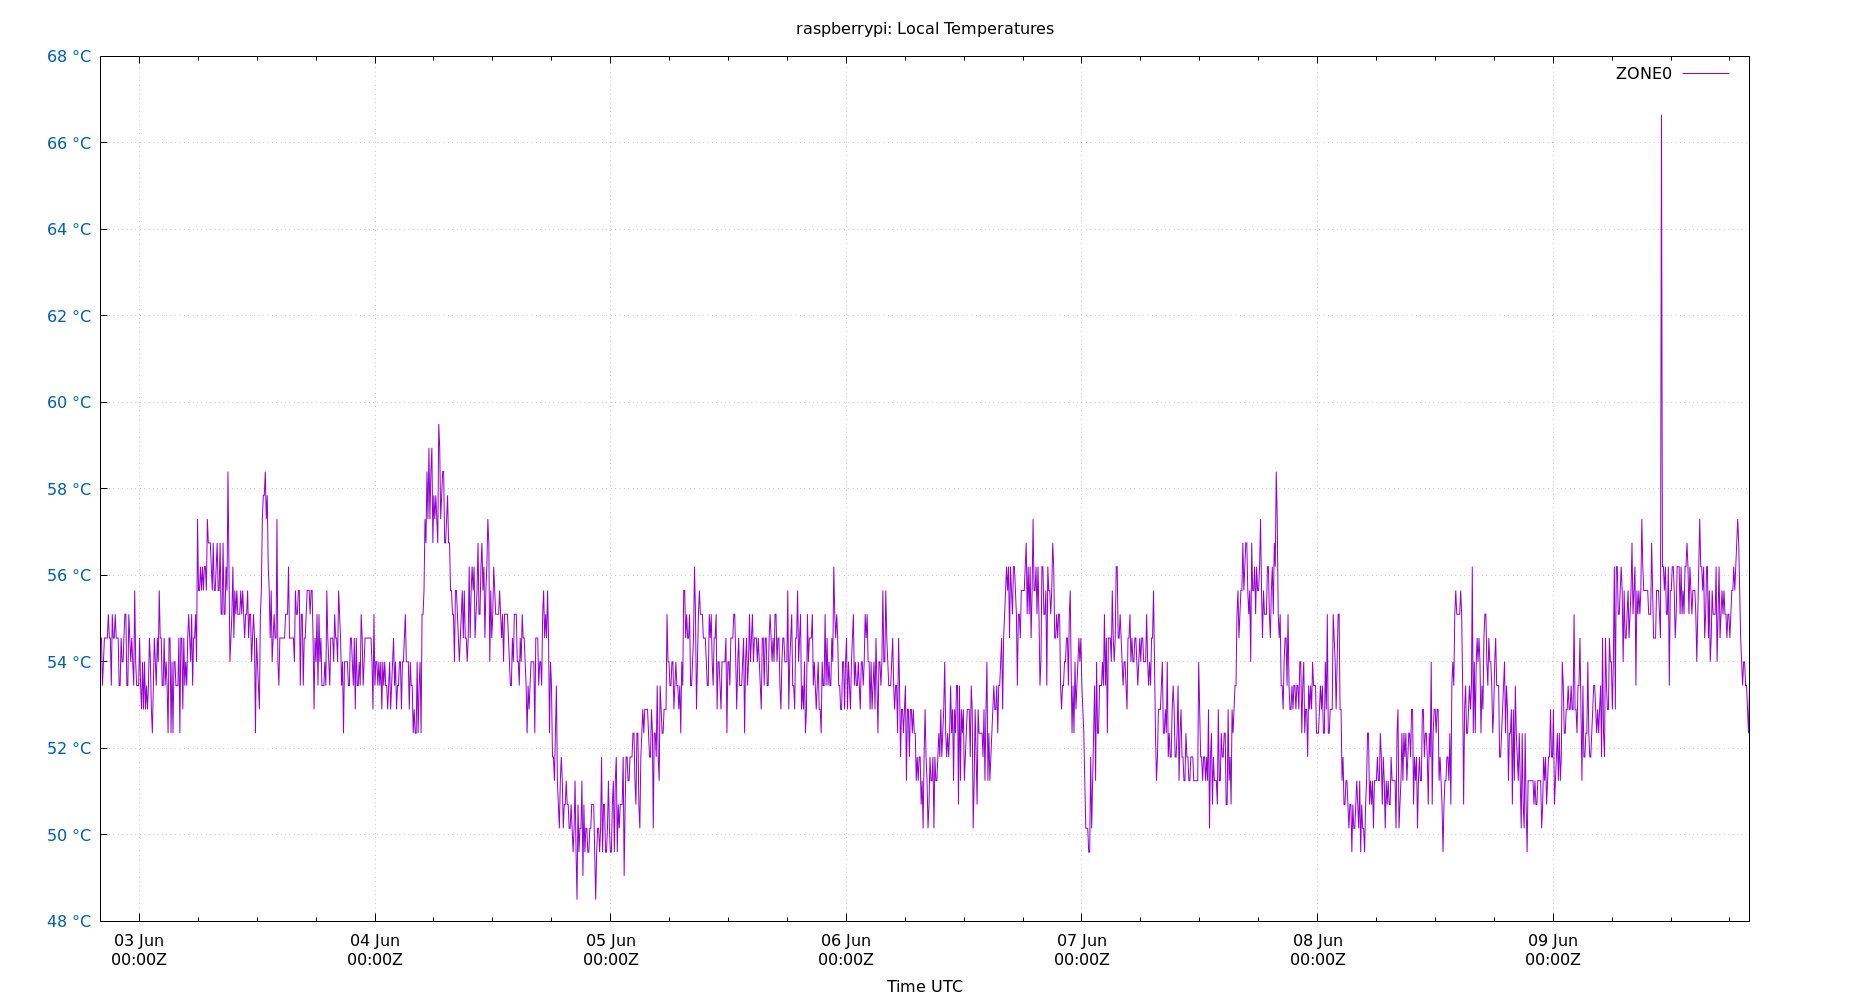 raspberrypi: Local Temperatures
68 °C
ZONE0
66 °C
64 °C
62 °C
60 °C
58 °C
56 °C
54 °C
52 °C
50 °C
48 °C
03 Jun 04 Jun 05 Jun 06 Jun 07 Jun 08 Jun 09 Jun
00:00Z 00:00Z 00:00Z 00:00Z 00:00Z 00:00Z 00:00Z
Time UTC